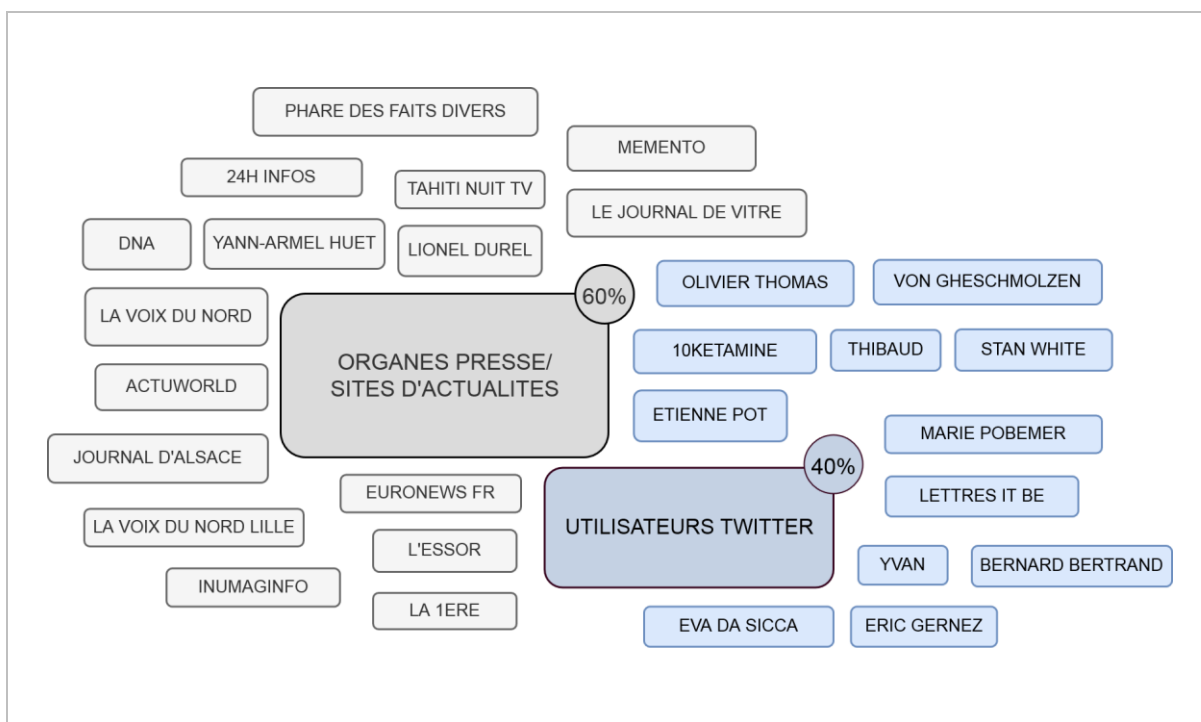 PHARE DES FAITS DIVERS
MEMENTO
24H INFOS
TAHITI NUIT TV
LE JOURNAL DE VITRE
DNA
YANN-ARMEL HUET
LIONEL DUREL
OLIVIER THOMAS
VON GHESCHMOLZEN
60%
LA VOIX DU NORD
10KETAMINE
THIBAUD
STAN WHITE
ORGANES PRESSE/
SITES D'ACTUALITES
ACTUWORLD
ETIENNE POT
MARIE POBEMER
JOURNAL D'ALSACE
40%
EURONEWS FR
LETTRES IT BE
LA VOIX DU NORD LILLE
UTILISATEURS TWITTER
L'ESSOR
YVAN
BERNARD BERTRAND
INUMAGINFO
LA 1ERE
EVA DA SICCA
ERIC GERNEZ